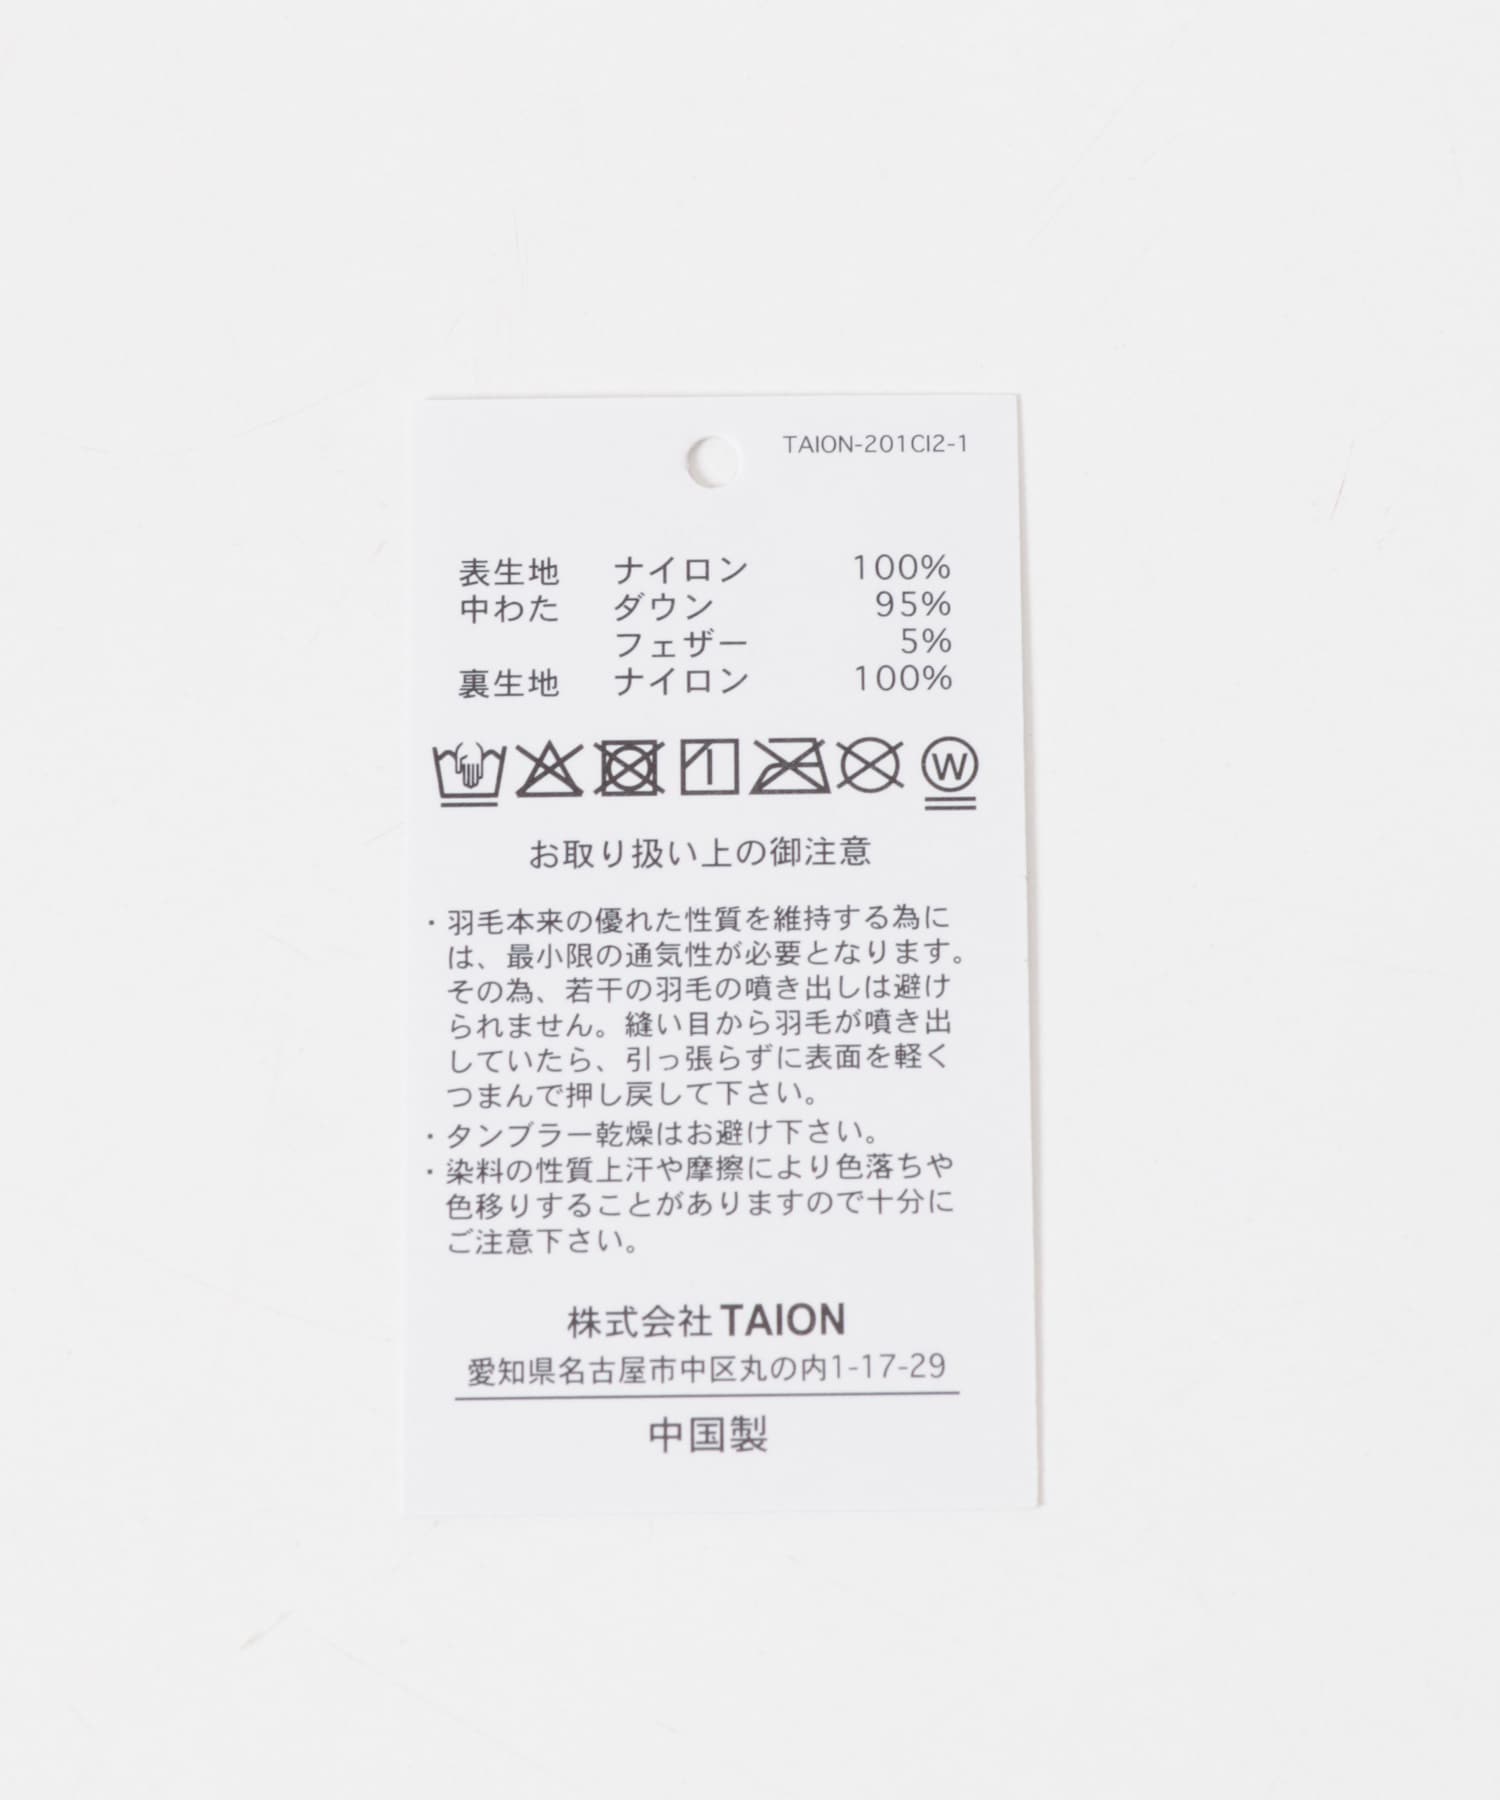 TAION-201CI2-1
表生地 ナイロン 100%
中わた ダウン 95%
フェザー 5%
裏生地 ナイロン 100%
W
お取り扱い上の御注意
・羽毛本来の優れた性質を維持する為に
は、最小限の通気性が必要となります。
その為、若干の羽毛の噴き出しは避け
られません。縫い目から羽毛が噴き出
していたら、引っ張らずに表面を軽く
つまんで押し戻して下さい。
・タンブラー乾燥はお避け下さい。
・染料の性質上汗や摩擦により色落ちや
色移りすることがありますので十分に
ご注意下さい。
株式会社 TAION
愛知県名古屋市中区丸の内1-17-29
中国製